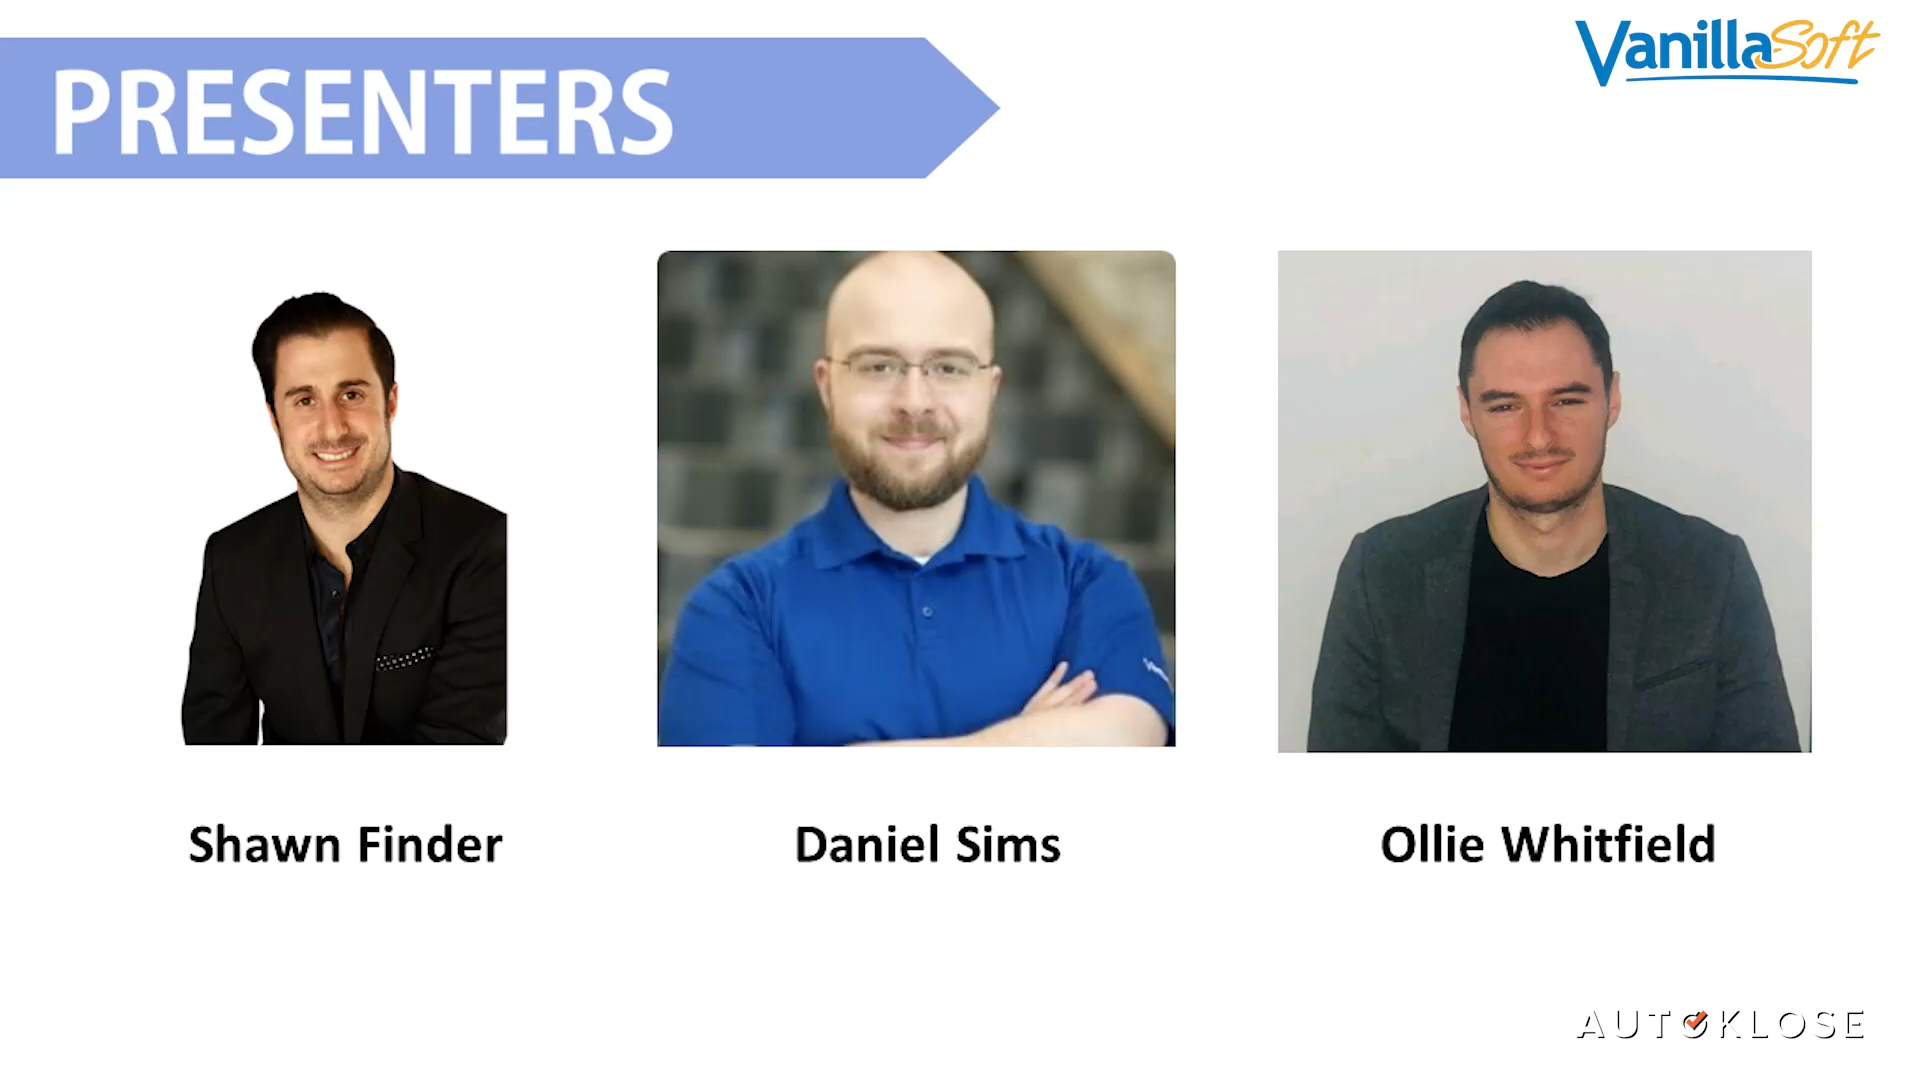 PRESENTERS
VanillaSoft
Shawn Finder
Daniel Sims
Ollie Whitfield
AUTOKLOSE